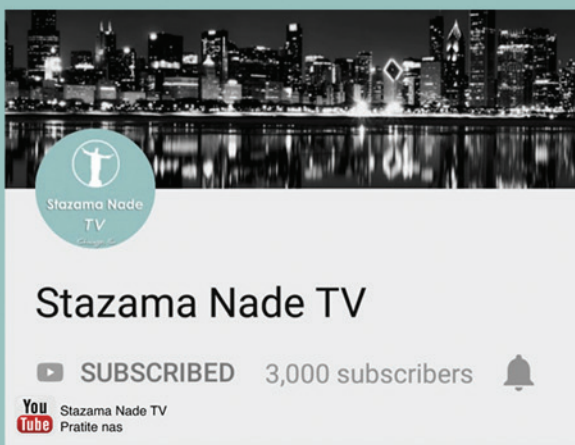 Stazama Nade
TV
Stazama Nade TV
SUBSCRIBED 3,000 subscribers
You
Tube
Stazama Nade TV
Pratite nas